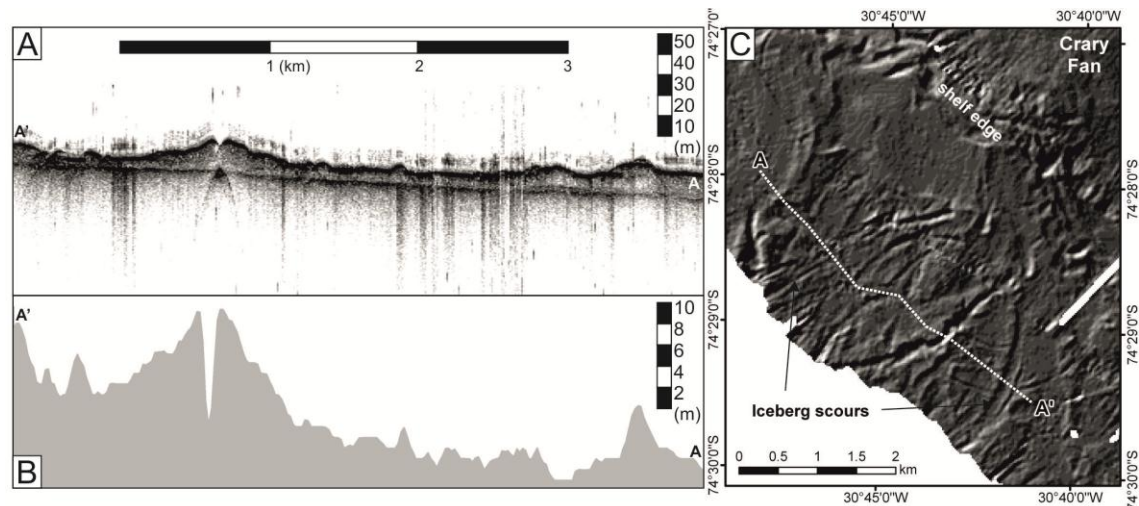 A
1 (km)
2
3
50
40
30
20
10
(m)
A'
A
B
A'
10
8
6
4
2
(m)
A
C
30°45'0"W
30°40'0"W
74°27'0"
74°28'0"S
74°28'0"S
74°29'0"S
74°29'0"S
74°30'0"S
74°30'0"S
Crary
Fan
shelf edge
A
A'
Iceberg scours
0 0.5 1 1.5 2
km
30°45'0"W
30°40'0"W